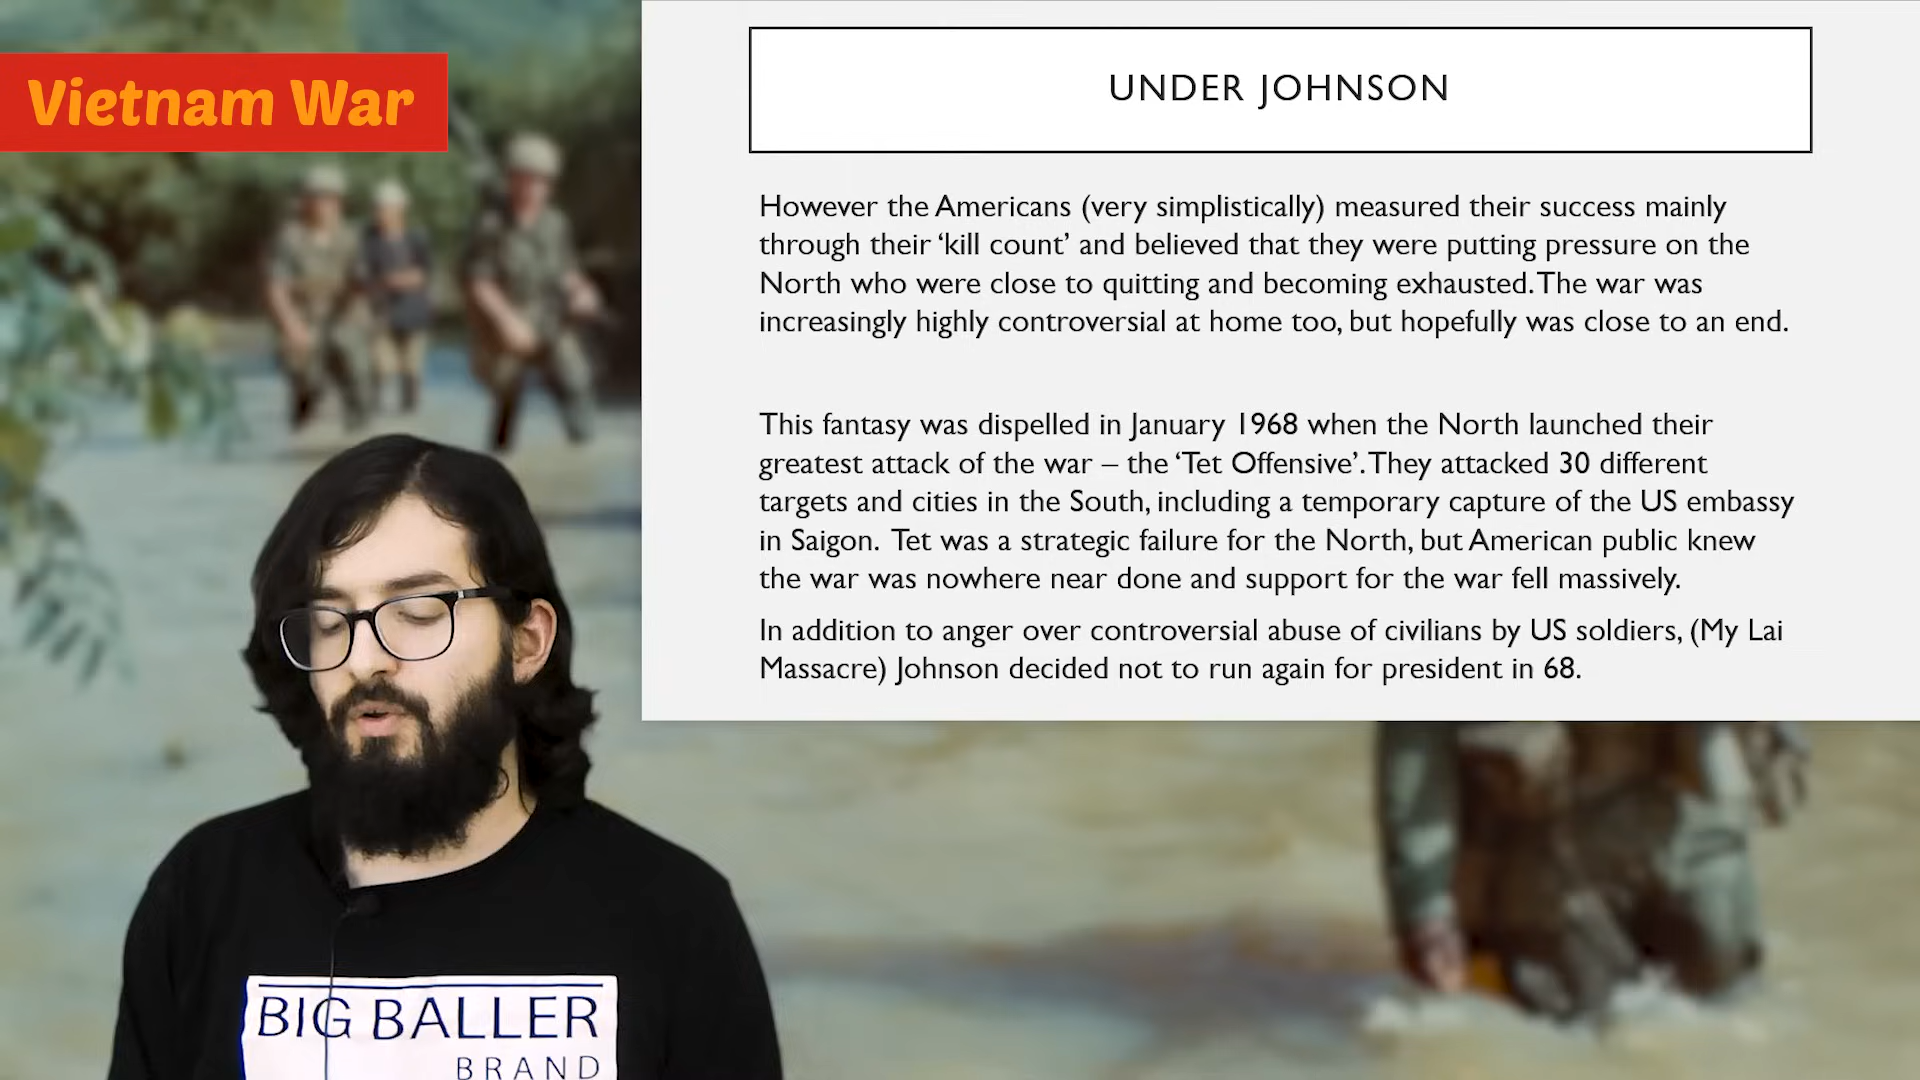 Vietnam War
UNDER JOHNSON
However the Americans (very simplistically) measured their success mainly
through their ‘kill count’ and believed that they were putting pressure on the
North who were close to quitting and becoming exhausted. The war was
increasingly highly controversial at home too, but hopefully was close to an end.
This fantasy was dispelled in January 1968 when the North launched their
greatest attack of the war – the ‘Tet Offensive’. They attacked 30 different
targets and cities in the South, including a temporary capture of the US embassy
in Saigon. Tet was a strategic failure for the North, but American public knew
the war was nowhere near done and support for the war fell massively.
In addition to anger over controversial abuse of civilians by US soldiers, (My Lai
Massacre) Johnson decided not to run again for president in 68.
BIG BALLER
BRAND